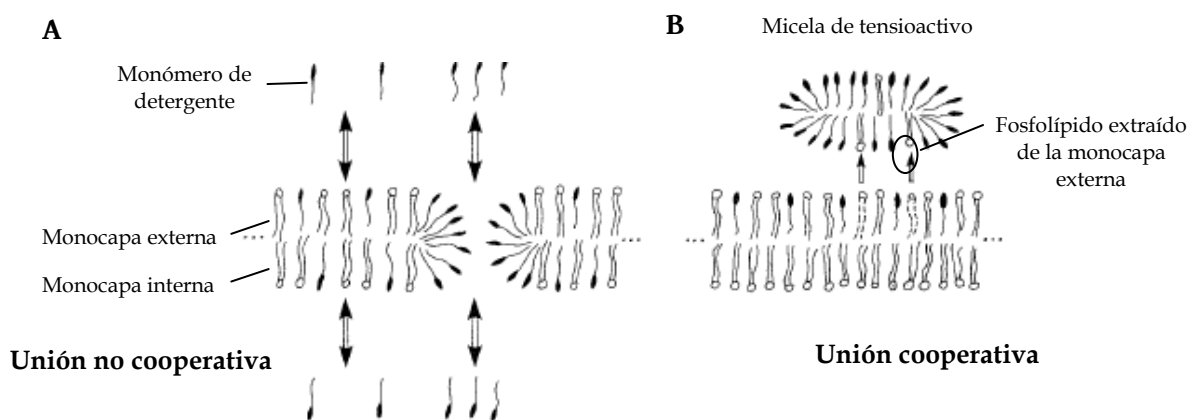 A
Monómero de
detergente
Monocapa externa
Monocapa interna
Unión no cooperativa
B
Micela de tensioactivo
Fosfolípido extraído
de la monocapa
externa
Unión cooperativa